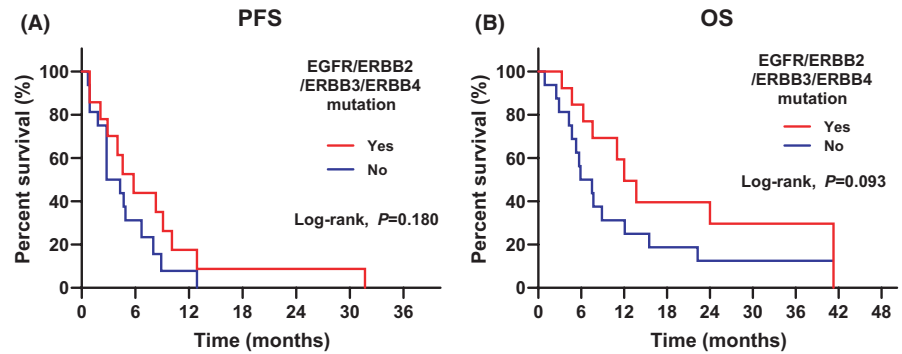 (A)
PFS
EGFR/ERBB2
/ERBB3/ERBB4
mutation
Yes
No
Log-rank, P=0.180
Percent survival (%)
100
80
60
40
20
0
0 6 12 18 24 30 36
Time (months)
(B)
OS
EGFR/ERBB2
/ERBB3/ERBB4
mutation
Yes
No
Log-rank, P=0.093
Percent survival (%)
100
80
60
40
20
0
0 6 12 18 24 30 36 42 48
Time (months)